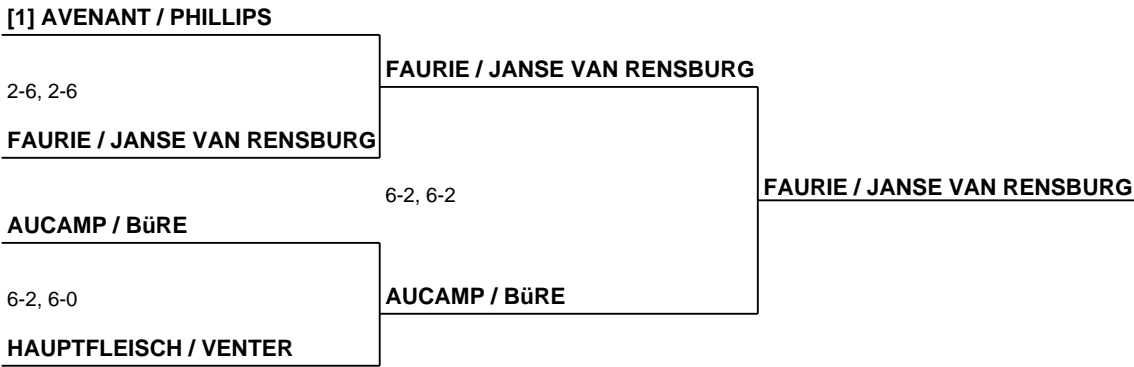 [1] AVENANT / PHILLIPS
FAURIE / JANSE VAN RENSBURG
2-6, 2-6
FAURIE / JANSE VAN RENSBURG
FAURIE / JANSE VAN RENSBURG
6-2, 6-2
AUCAMP / BüRE
6-2, 6-0
AUCAMP / BüRE
HAUPTFLEISCH / VENTER